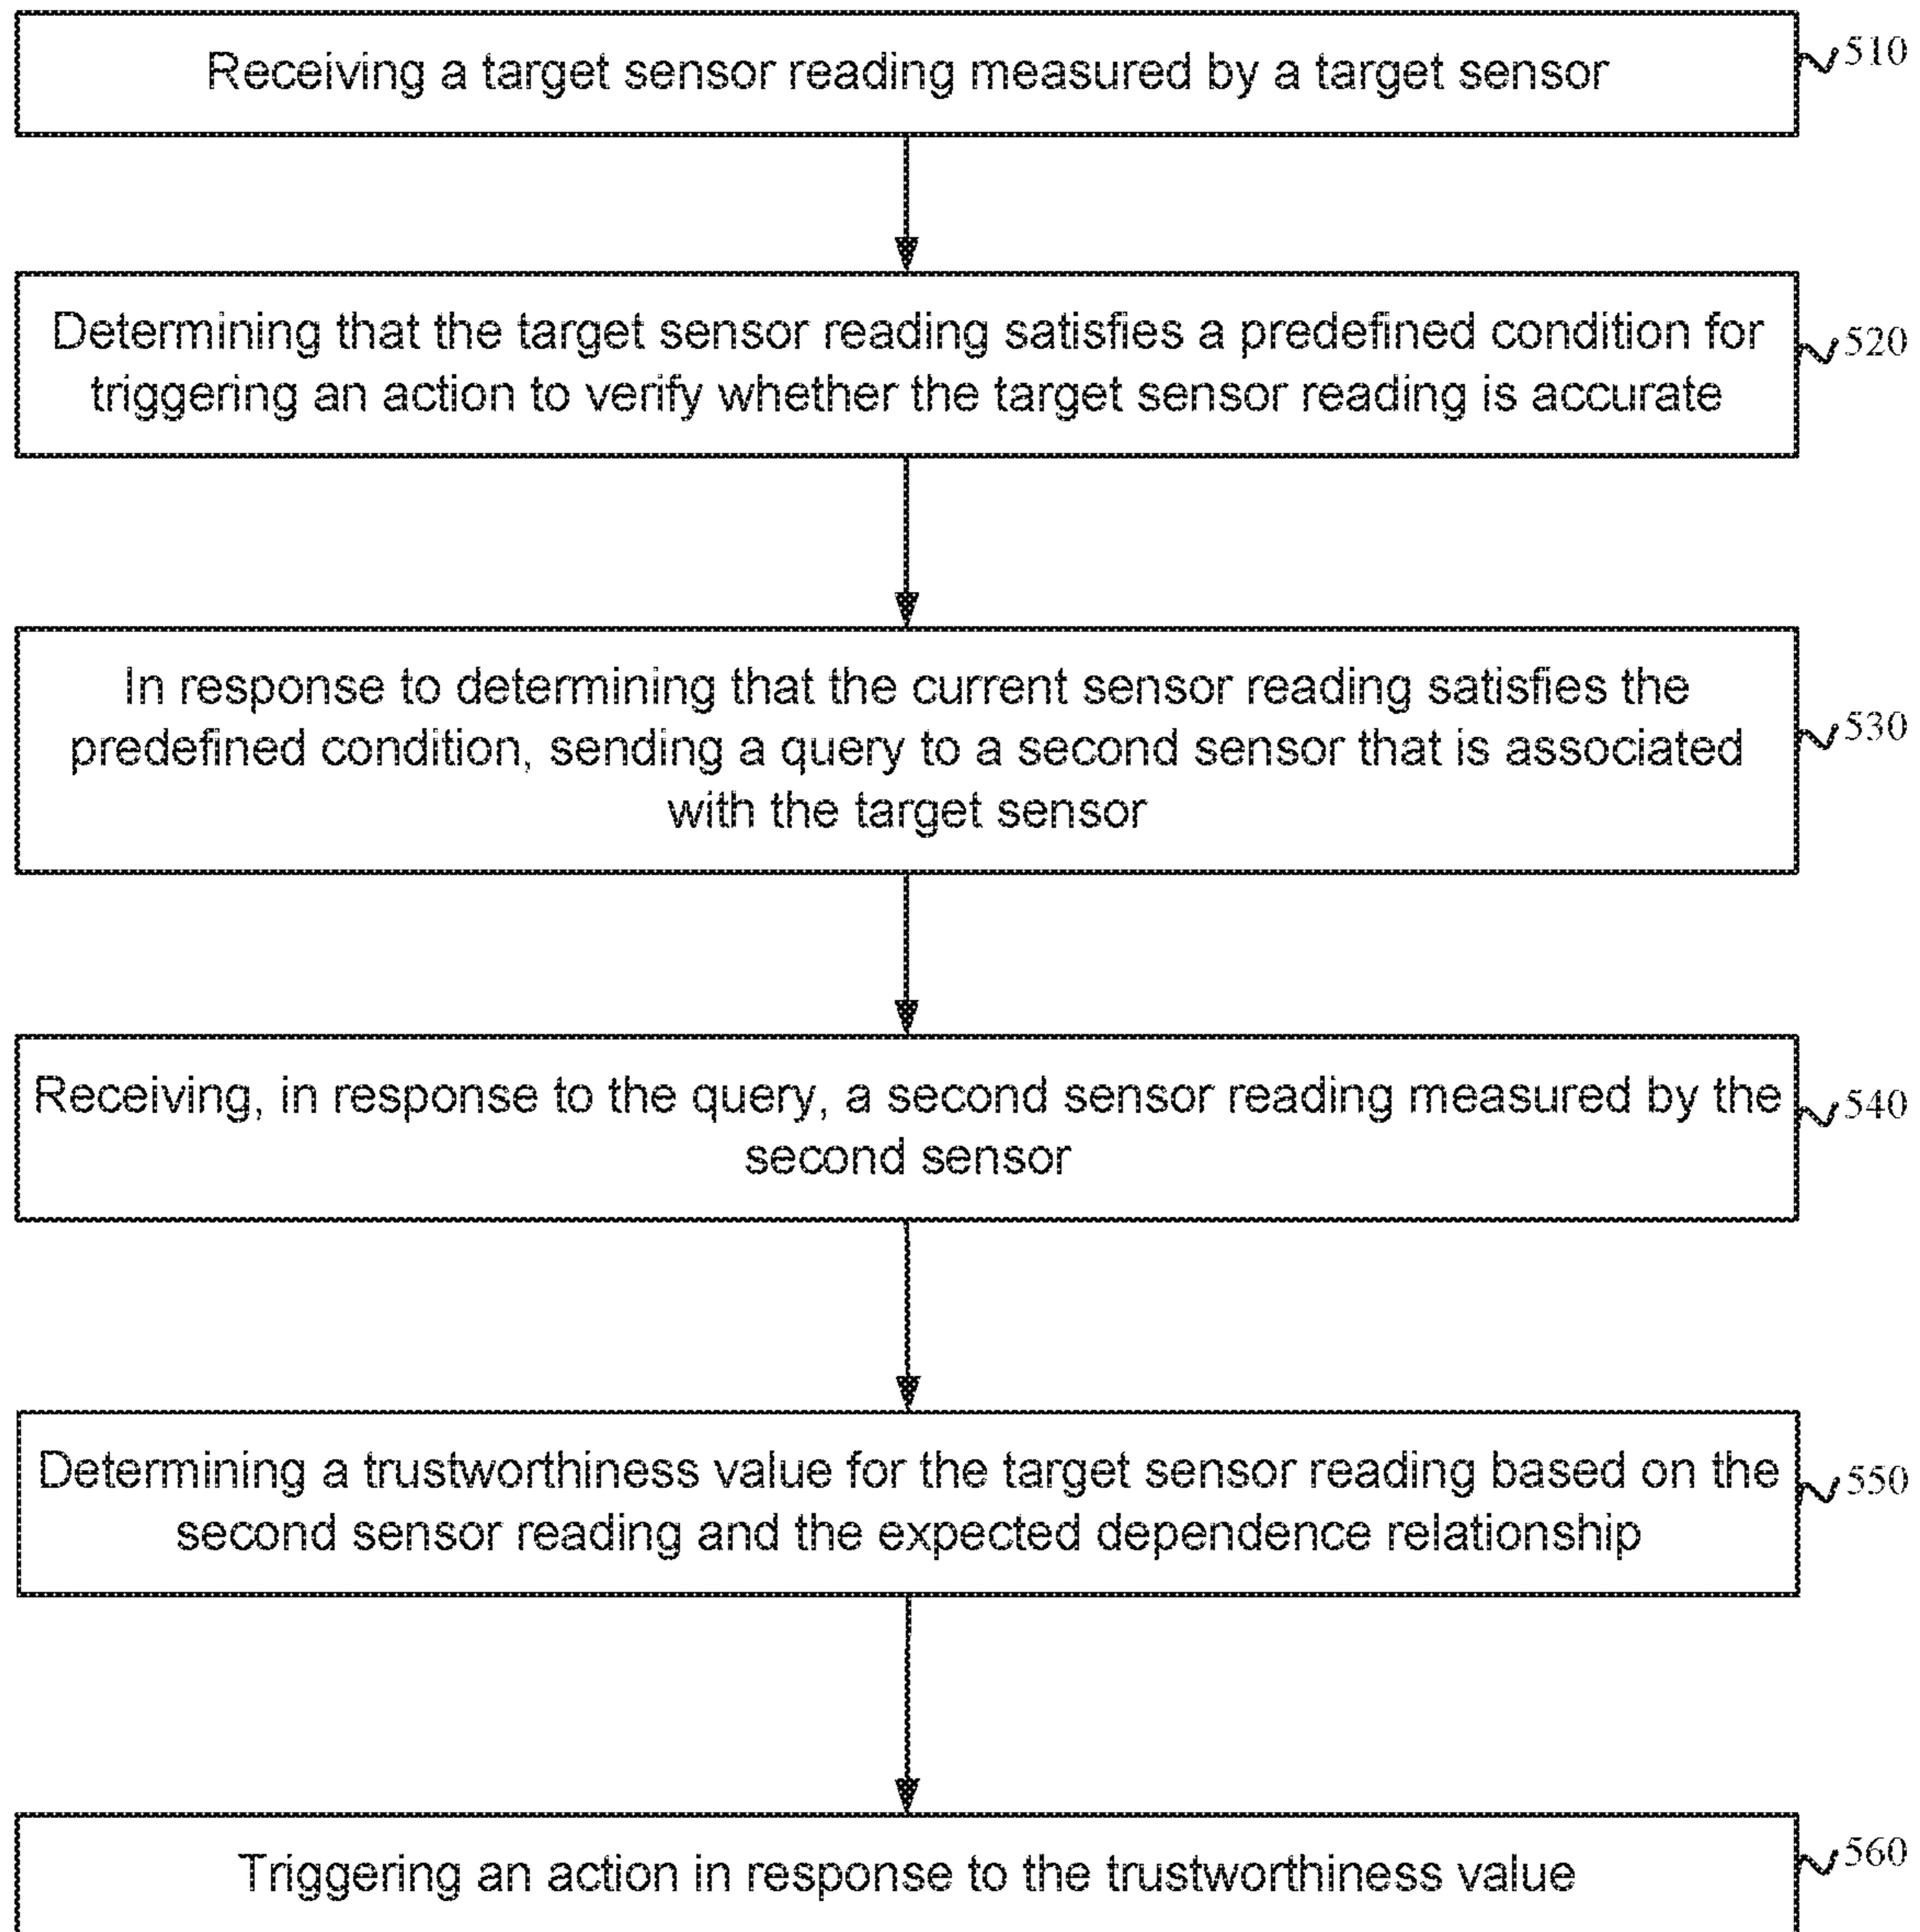 Receiving a target sensor reading measured by a target sensor
510
Determining that the target sensor reading satisfies a predefined condition for
triggering an action to verify whether the target sensor reading is accurate
520
In response to determining that the current sensor reading satisfies the
predefined condition, sending a query to a second sensor that is associated
with the target sensor
530
Receiving, in response to the query, a second sensor reading measured by the
second sensor
540
Determining a trustworthiness value for the target sensor reading based on the
second sensor reading and the expected dependence relationship
550
Triggering an action in response to the trustworthiness value
560